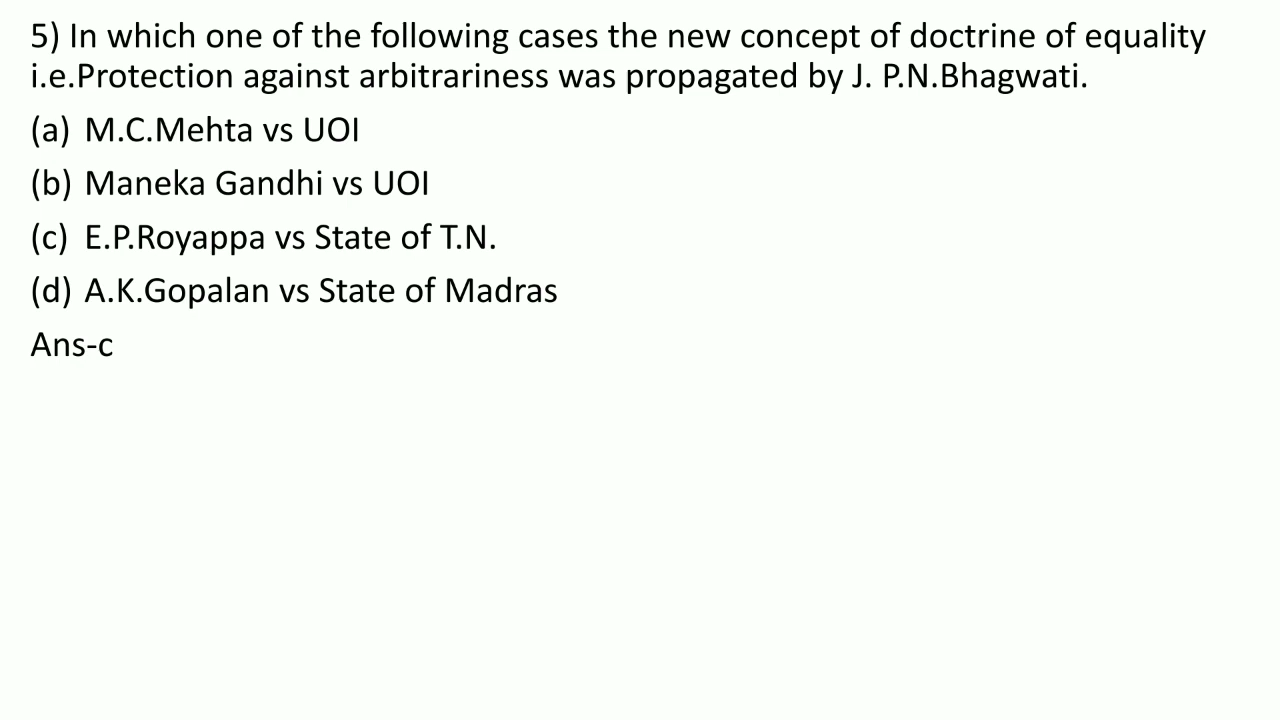 5) In which one of the following cases the new concept of doctrine of equality
i.e.Protection against arbitrariness was propagated by J. P.N.Bhagwati.
(a) M.C.Mehta vs UOI
(b) Maneka Gandhi vs UOI
(c) E.P.Royappa vs State of T.N.
(d) A.K.Gopalan vs State of Madras
Ans-c